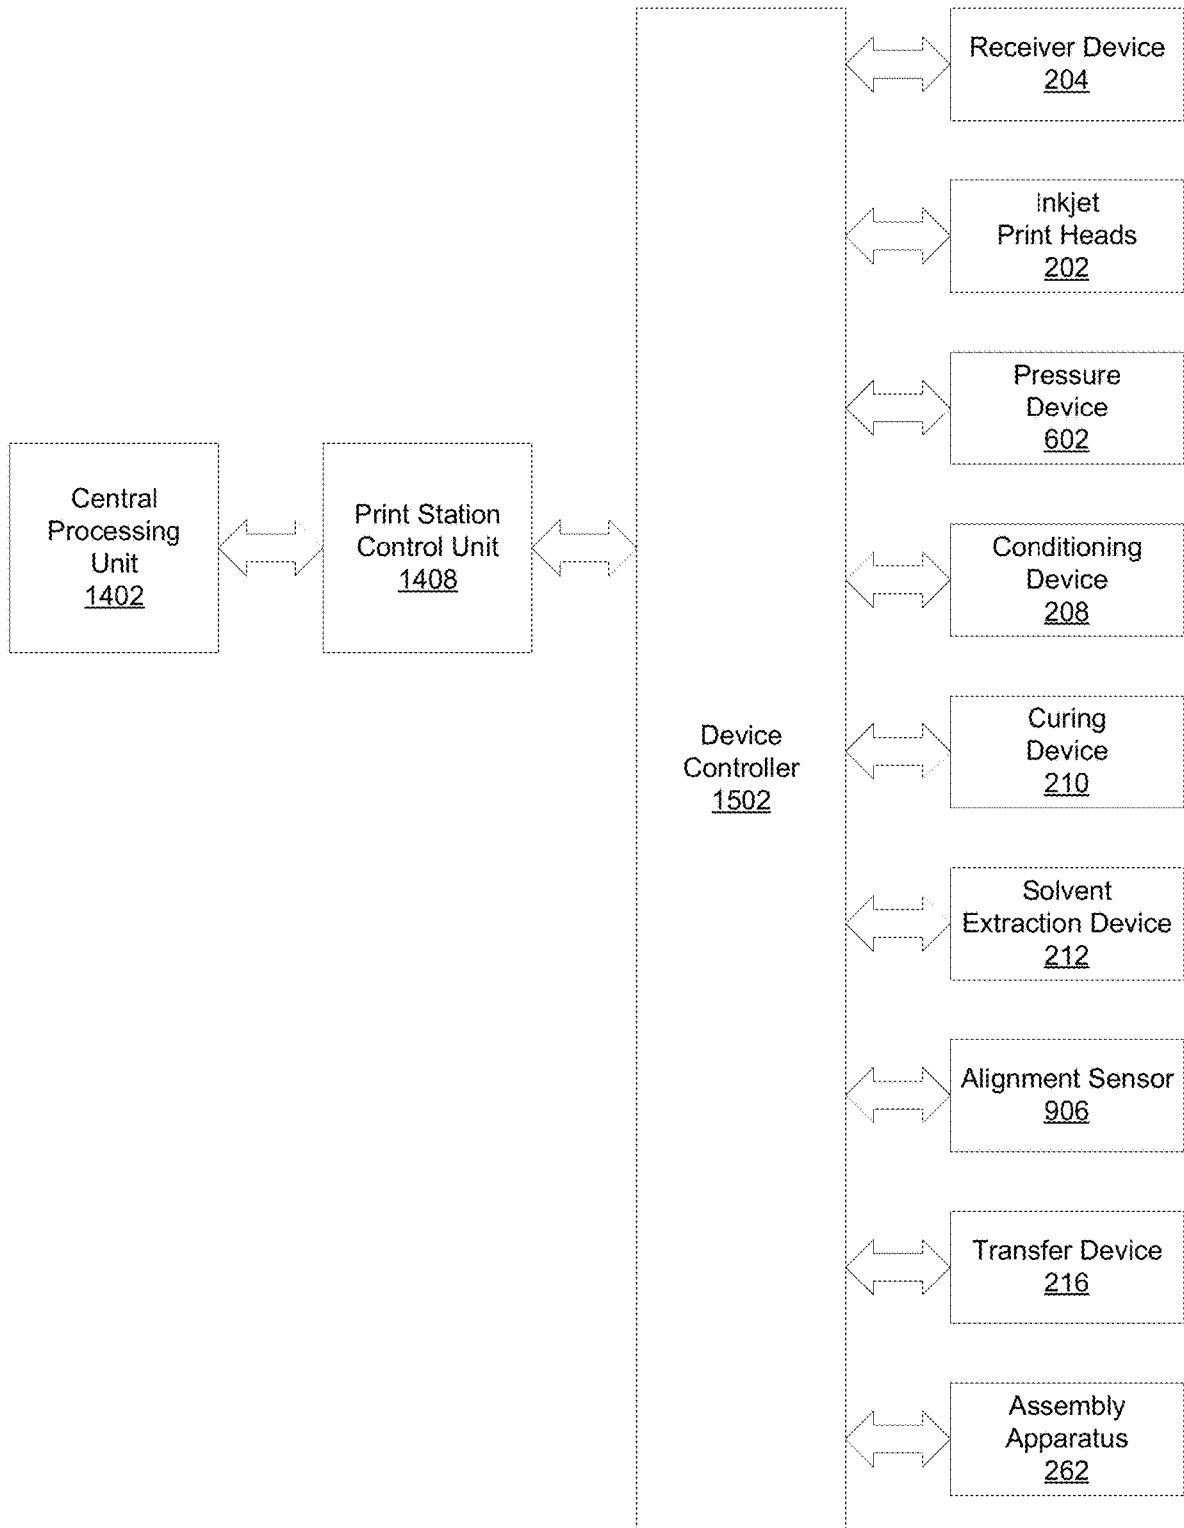 Central
Processing
Unit
1402
Print Station
Control Unit
1408
Device
Controller
1502
Receiver Device
204
Inkjet
Print Heads
202
Pressure
Device
602
Conditioning
Device
208
Curing
Device
210
Solvent
Extraction Device
212
Alignment Sensor
906
Transfer Device
216
Assembly
Apparatus
262